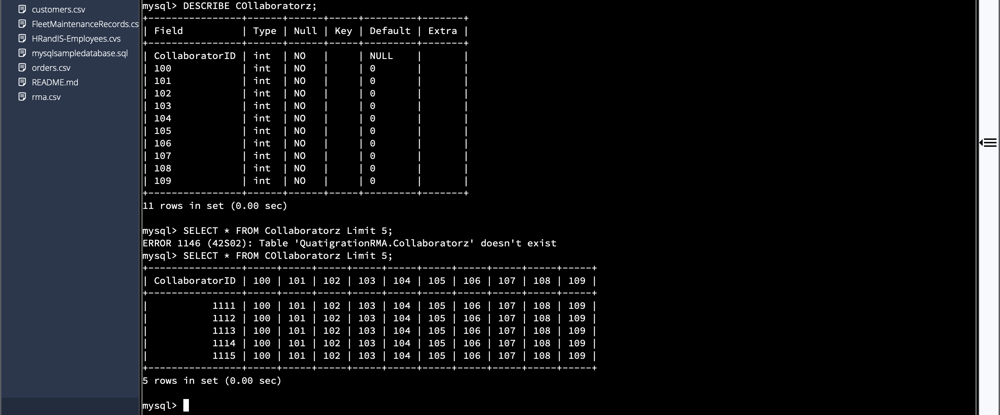 customers.csv
FleetMaintenanceRecords.cs
HRandIS-Employees.cvs
mysqlsampledatabase.sql
orders.csv
README.md
rma.csv
mysql> DESCRIBE COllaboratorz;
+----------------+------+------+-----+---------+-------+
| Field          | Type | Null | Key | Default | Extra |
+----------------+------+------+-----+---------+-------+
| CollaboratorID | int  | NO   |     | NULL    |       |
| 100            | int  | NO   |     | 0       |       |
| 101            | int  | NO   |     | 0       |       |
| 102            | int  | NO   |     | 0       |       |
| 103            | int  | NO   |     | 0       |       |
| 104            | int  | NO   |     | 0       |       |
| 105            | int  | NO   |     | 0       |       |
| 106            | int  | NO   |     | 0       |       |
| 107            | int  | NO   |     | 0       |       |
| 108            | int  | NO   |     | 0       |       |
| 109            | int  | NO   |     | 0       |       |
+----------------+------+------+-----+---------+-------+
11 rows in set (0.00 sec)
mysql> SELECT * FROM Collaboratorz Limit 5;
ERROR 1146 (42S02): Table 'QuatigrationRMA.Collaboratorz' doesn't exist
mysql> SELECT * FROM COllaboratorz Limit 5;
+----------------+-----+-----+-----+-----+-----+-----+-----+-----+-----+-----+
| CollaboratorID | 100 | 101 | 102 | 103 | 104 | 105 | 106 | 107 | 108 | 109 |
+----------------+-----+-----+-----+-----+-----+-----+-----+-----+-----+-----+
|           1111 | 100 | 101 | 102 | 103 | 104 | 105 | 106 | 107 | 108 | 109 |
|           1112 | 100 | 101 | 102 | 103 | 104 | 105 | 106 | 107 | 108 | 109 |
|           1113 | 100 | 101 | 102 | 103 | 104 | 105 | 106 | 107 | 108 | 109 |
|           1114 | 100 | 101 | 102 | 103 | 104 | 105 | 106 | 107 | 108 | 109 |
|           1115 | 100 | 101 | 102 | 103 | 104 | 105 | 106 | 107 | 108 | 109 |
+----------------+-----+-----+-----+-----+-----+-----+-----+-----+-----+-----+
5 rows in set (0.00 sec)
mysql>